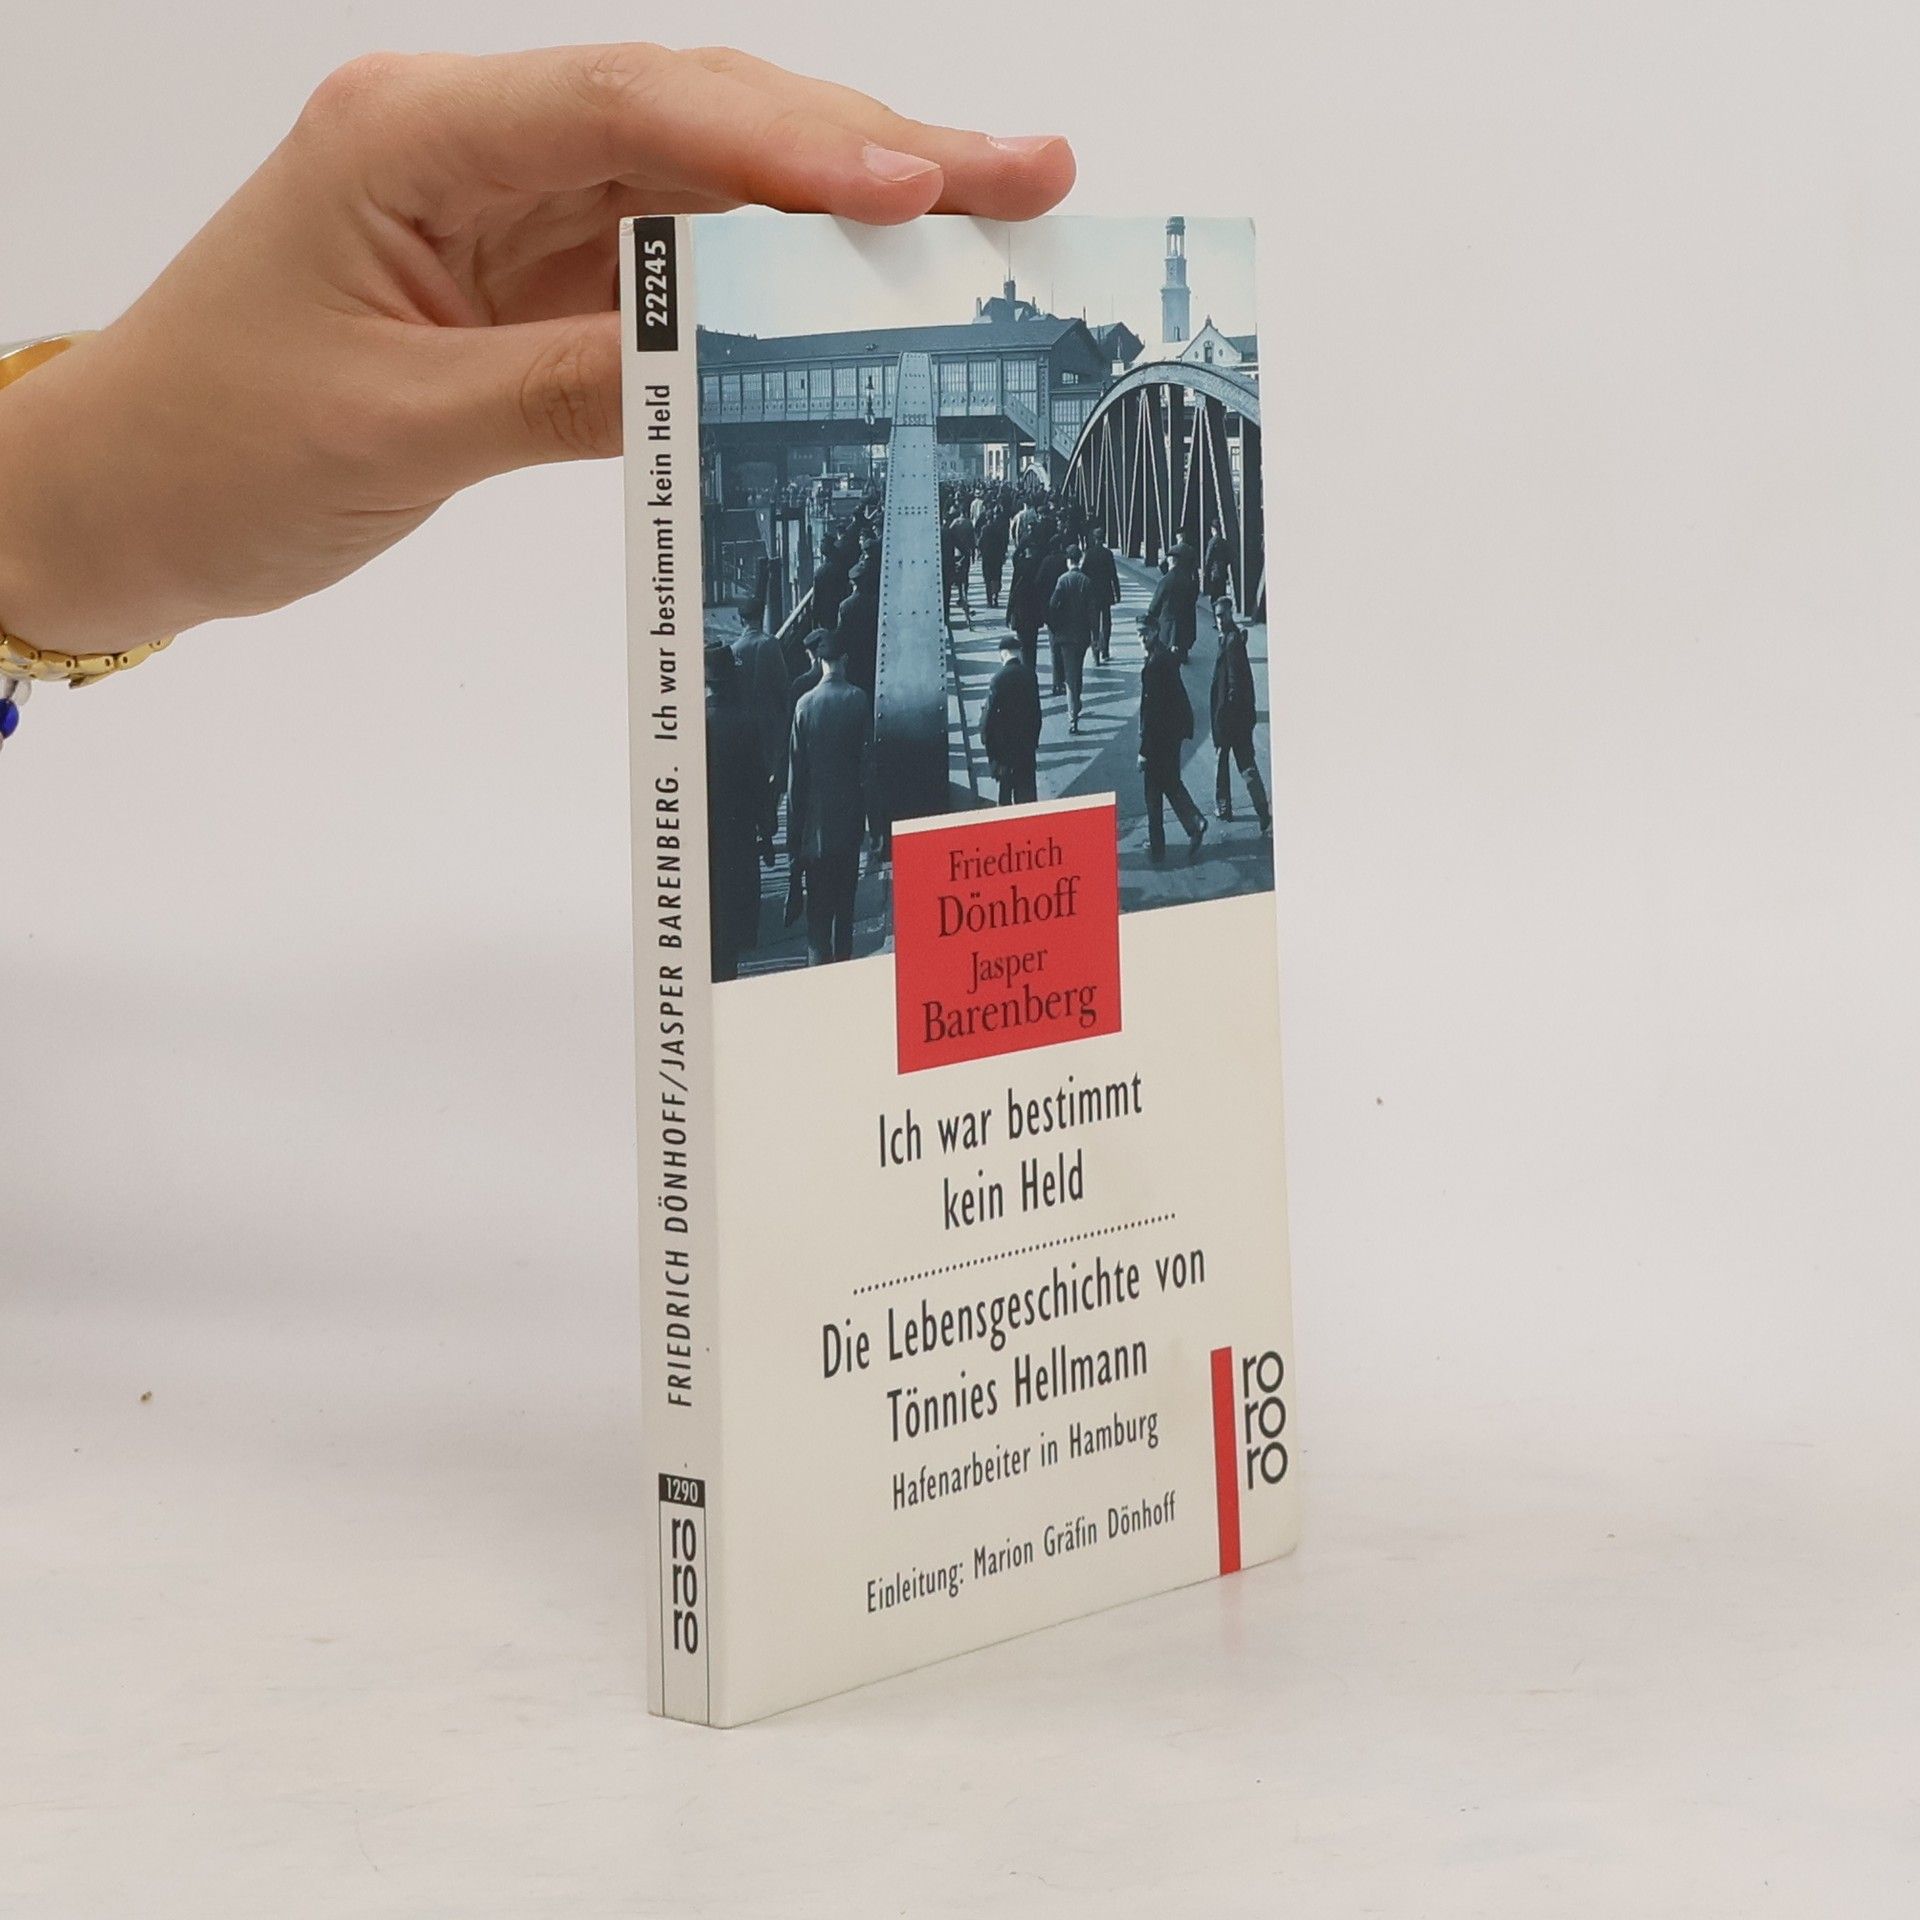 22245
FRIEDRICH DÖNHOFF/JASPER BARENBERG. Ich war bestimmt kein Held
1290
ro
ro
ro
Friedrich
Dönhoff
Jasper
Barenberg
Ich war bestimmt
kein Held
Die Lebensgeschichte von
Tönnies Hellmann
Hafenarbeiter in Hamburg
Einleitung: Marion Gräfin Dönhoff
ro
ro
ro